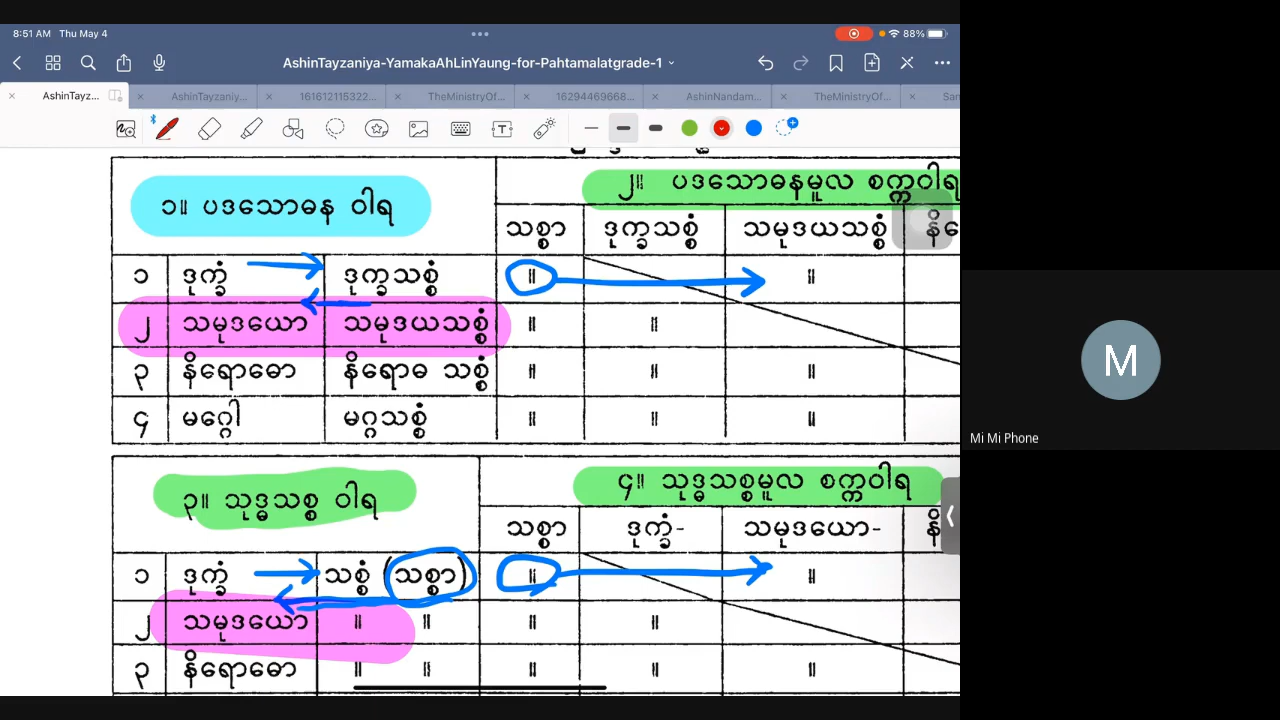 8:51 AM Thu May 4
88%
AshinTayzaniya-YamakaAhLinYaung-for-Pahtamalatgrade-1
AshinTayz... AshinTayzaniy... 161612115322... TheMinistryOf... 16294469668... AshinNandam... TheMinistryOf... San
၁။ ပဒသောဓန ဝါရ
၂။ ပဒသောဓနမူလ စက္ကဝါရ
သစ္စာ ဒုက္ခသစ္စံ သမုဒယသစ္စံ
၁ ဒုက္ခံ ဒုက္ခသစ္စံ ။ ။
၂ သမုဒယော သမုဒယသစ္စံ ။ ။
၃ နိရောဓော နိရောဓ သစ္စံ ။ ။ ။
၄ မဂ္ဂေါ မဂ္ဂသစ္စံ ။ ။ ။
၃။ သုဒ္ဓသစ္စ ဝါရ
၄။ သုဒ္ဓသစ္စမူလ စက္ကဝါရ
သစ္စာ ဒုက္ခံ- သမုဒယော-
၁ ဒုက္ခံ သစ္စံ (သစ္စာ) ။ ။
၂ သမုဒယော ။ ။ ။ ။
၃ နိရောဓော ။ ။ ။ ။ ။
M
Mi Mi Phone